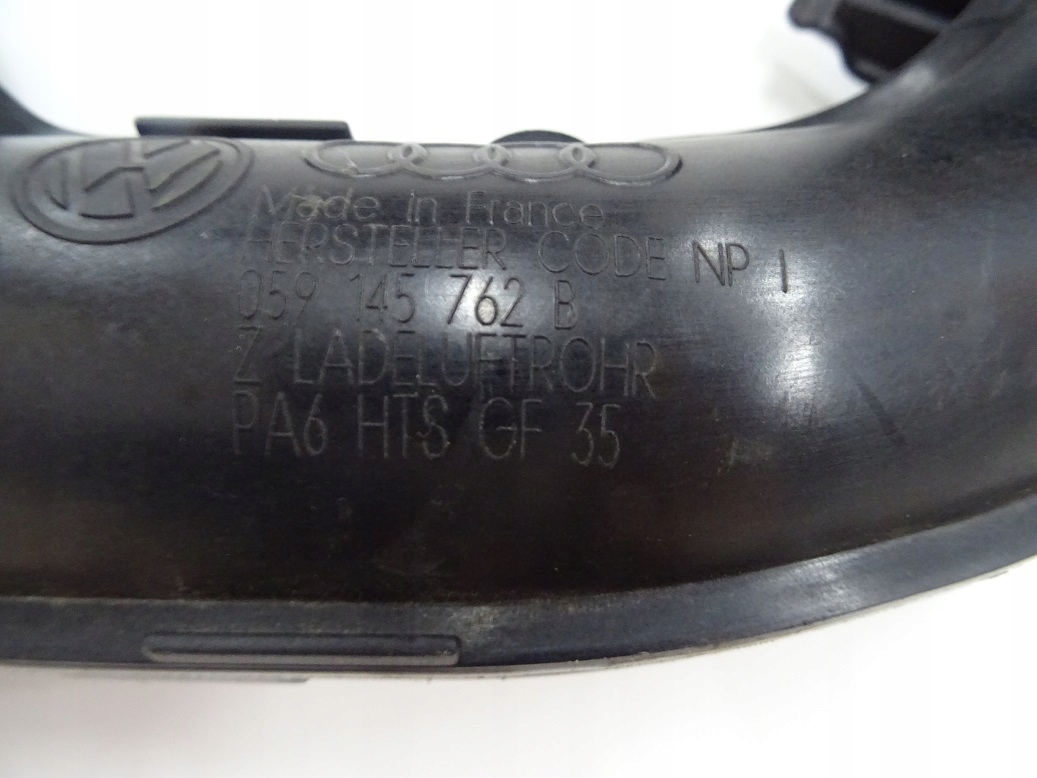 Made in France
HERSTELLER CODE NP I
059 145 762 B
Z LADELUFTROHR
PA6 HTS GF 35